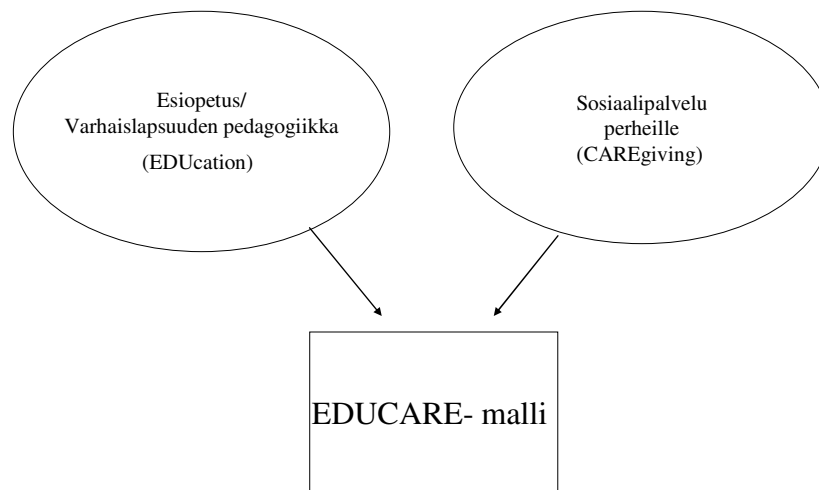 Esiopetus/
Varhaislapsuuden pedagogiikka
(EDUcation)
Sosiaalipalvelu
perheille
(CAREgiving)
EDUCARE- malli